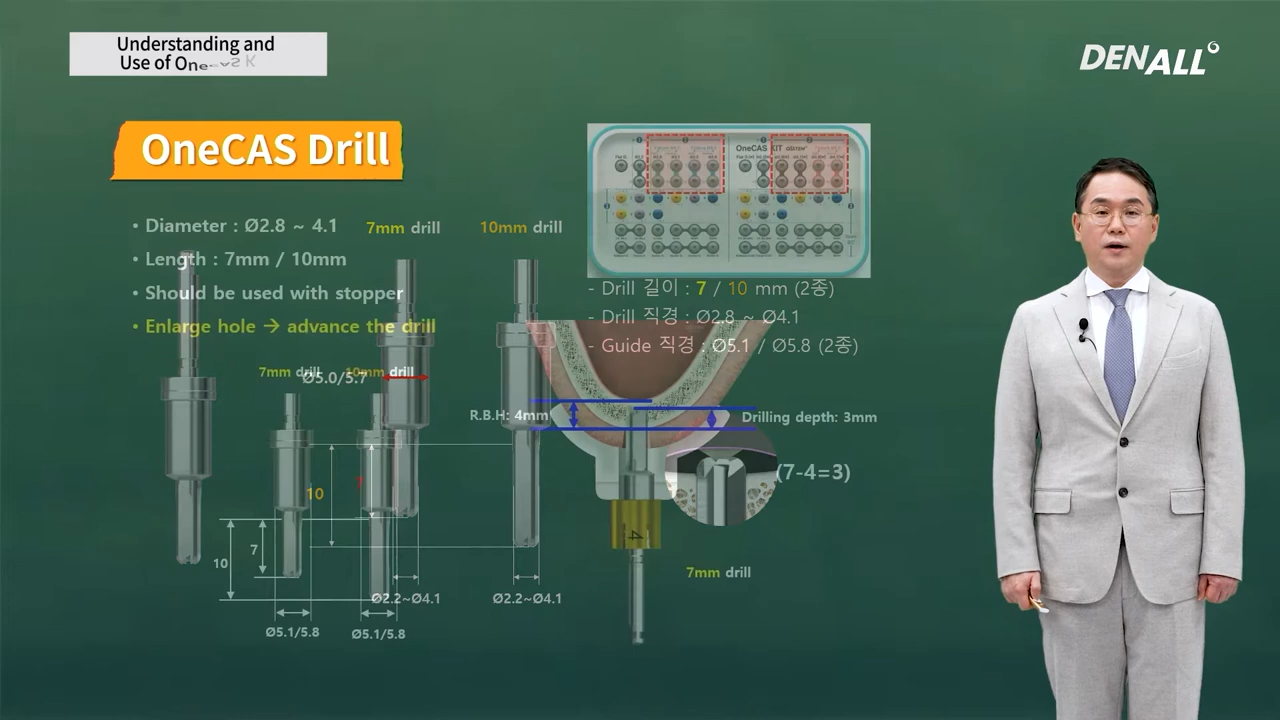 Understanding and
Use of One
DENALL
OneCAS Drill
• Diameter : Ø2.8 ~ 4.1
• Length : 7mm / 10mm
• Should be used with stopper
• Enlarge hole → advance the drill
7mm drill
10mm drill
OneCAS KIT
- Drill 길이 : 7 / 10 mm (2종)
- Drill 직경 : Ø2.8 ~ Ø4.1
- Guide 직경 : Ø5.1 / Ø5.8 (2종)
7mm drill
10mm drill
Ø5.0/5.7
R.B.H: 4mm
Drilling depth: 3mm
(7-4=3)
10
7
10
7
4
7mm drill
Ø2.2~Ø4.1
Ø2.2~Ø4.1
Ø5.1/5.8
Ø5.1/5.8